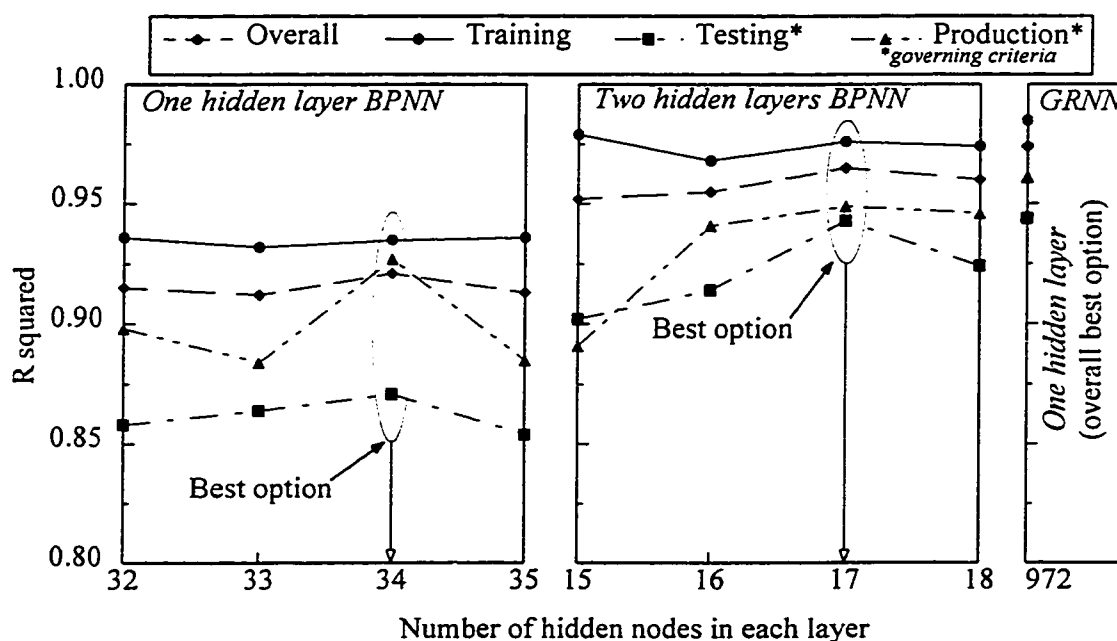 Overall Training Testing* Production*
*governing criteria
One hidden layer BPNN
Two hidden layers BPNN
GRNN
1.00
0.95
0.90
0.85
0.80
R squared
Best option
Best option
One hidden layer
(overall best option)
32 33 34 35
15 16 17 18
972
Number of hidden nodes in each layer